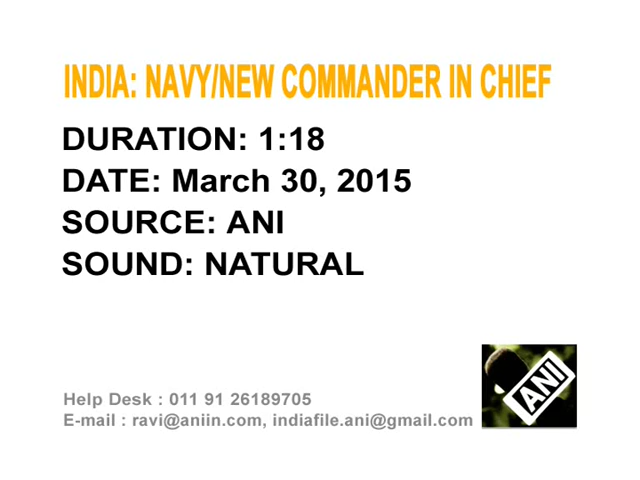 INDIA: NAVY/NEW COMMANDER IN CHIEF
DURATION: 1:18
DATE: March 30, 2015
SOURCE: ANI
SOUND: NATURAL
ANI
Help Desk : 011 91 26189705
E-mail : ravi@aniin.com, indiafile.ani@gmail.com